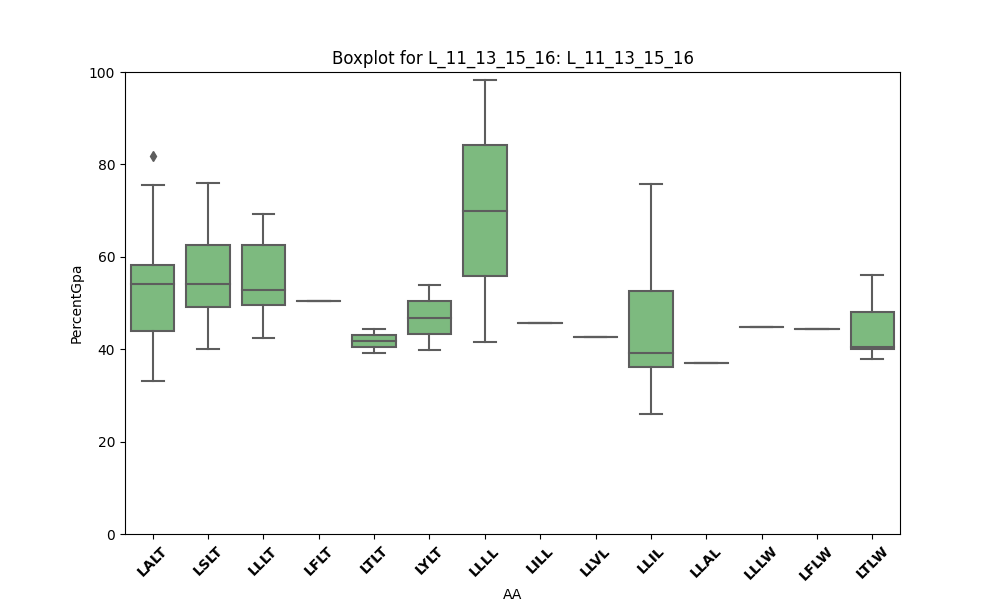 Boxplot for L_11_13_15_16: L_11_13_15_16
PercentGpa
100
80
60
40
20
0
LALT LSLT LLLT LFLT LTLT LYLT LLLL LILL LLVL LLIL LLAL LLLW LFLW LTLW
AA